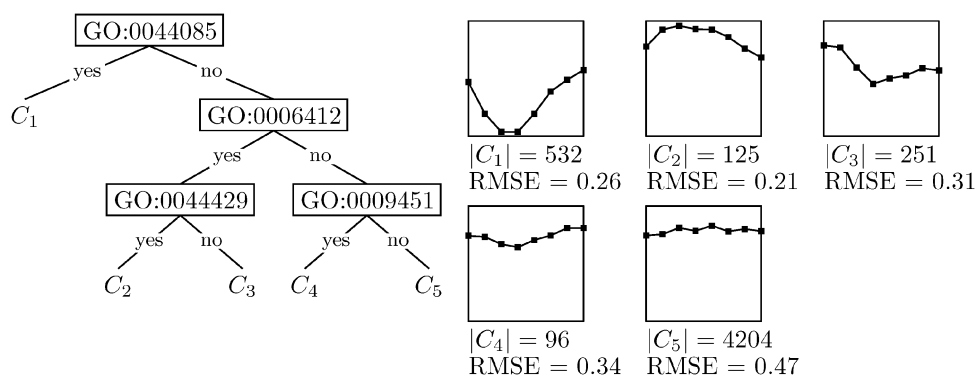 GO:0044085
yes
no
C1
GO:0006412
yes
no
GO:0044429
GO:0009451
yes
no
yes
no
C2
C3
C4
C5
|C1| = 532
RMSE = 0.26
|C2| = 125
RMSE = 0.21
|C3| = 251
RMSE = 0.31
|C4| = 96
RMSE = 0.34
|C5| = 4204
RMSE = 0.47